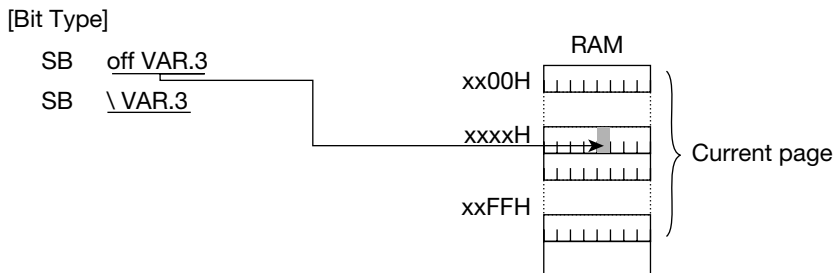 [Bit Type]
SB off VAR.3
SB \ VAR.3
RAM
xx00H
xxxxH
xxFFH
Current page